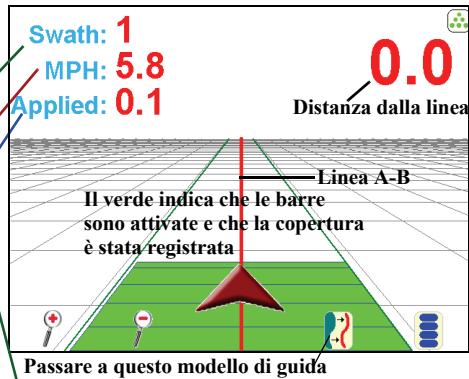 Swath: 1
MPH: 5.8
Applied: 0.1
0.0
Distanza dalla linea
Linea A-B
Il verde indica che le barre
sono attivate e che la copertura
è stata registrata
Passare a questo modello di guida